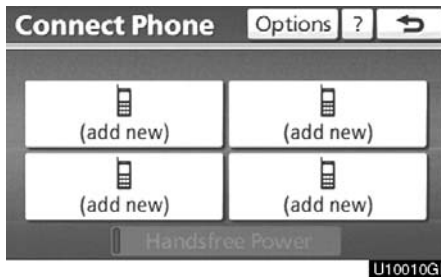 Connect Phone Options ?
(add new) (add new)
(add new) (add new)
Handsfree Power
U10010G